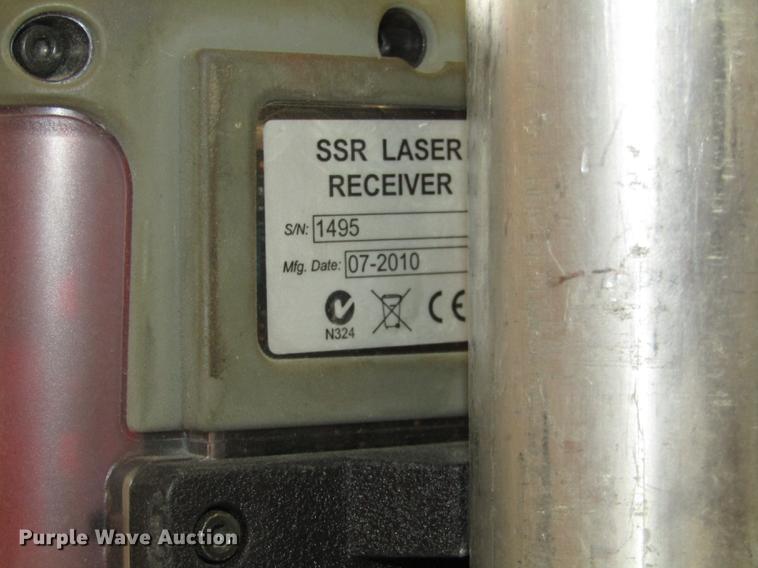 SSR LASER
RECEIVER
S/N: 1495
Mfg. Date: 07-2010
N324
CE
Purple Wave Auction